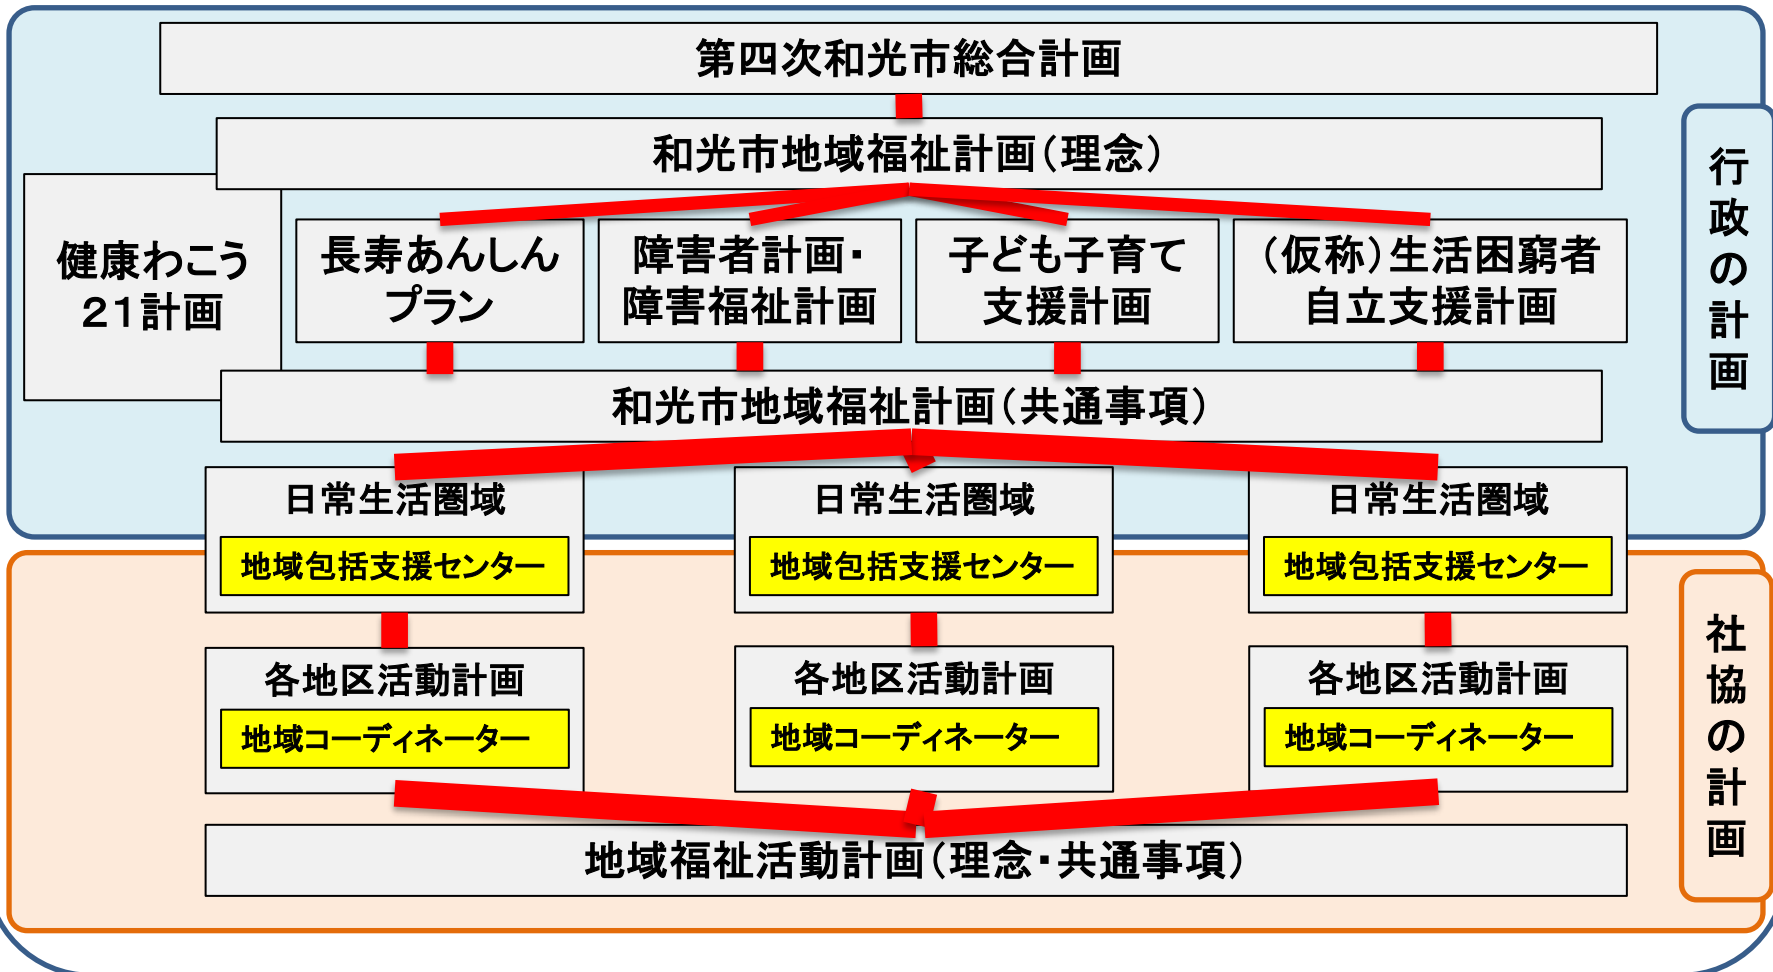 第四次和光市総合計画
和光市地域福祉計画（理念）
健康わこう
２１計画
長寿あんしん
プラン
障害者計画・
障害福祉計画
子ども子育て
支援計画
（仮称）生活困窮者
自立支援計画
和光市地域福祉計画（共通事項）
行政の計画
日常生活圏域
地域包括支援センター
日常生活圏域
地域包括支援センター
日常生活圏域
地域包括支援センター
各地区活動計画
地域コーディネーター
各地区活動計画
地域コーディネーター
各地区活動計画
地域コーディネーター
地域福祉活動計画（理念・共通事項）
社協の計画